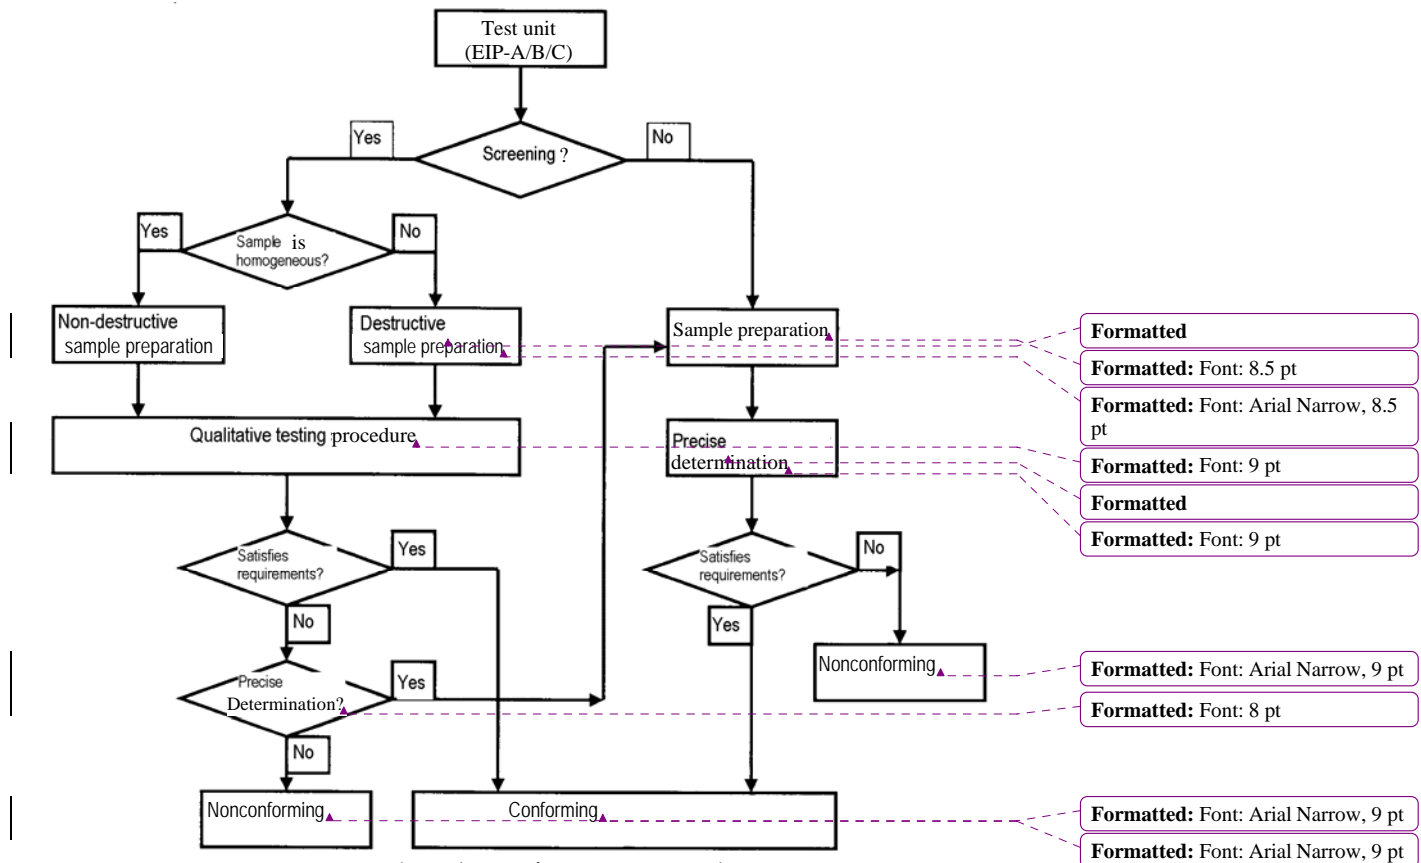 Test unit
(EIP-A/B/C)
Yes
No
Screening ?
Yes
No
Sample is
homogeneous?
Non-destructive
sample preparation
Destructive
sample preparation
Sample preparation
Formatted
Formatted: Font: 8.5 pt
Formatted: Font: Arial Narrow, 8.5
pt
Qualitative testing procedure
Precise
determination
Formatted: Font: 9 pt
Formatted
Formatted: Font: 9 pt
Satisfies
requirements?
Yes
No
Satisfies
requirements?
No
Yes
Nonconforming
Formatted: Font: Arial Narrow, 9 pt
Precise
Determination?
Yes
No
Formatted: Font: 8 pt
Nonconforming
Conforming
Formatted: Font: Arial Narrow, 9 pt
Formatted: Font: Arial Narrow, 9 pt